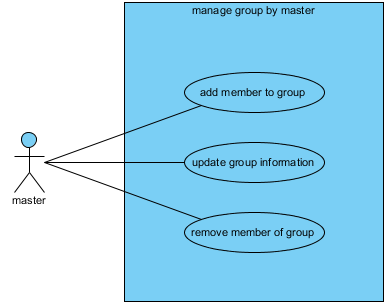 manage group by master
add member to group
update group information
master
remove member of group